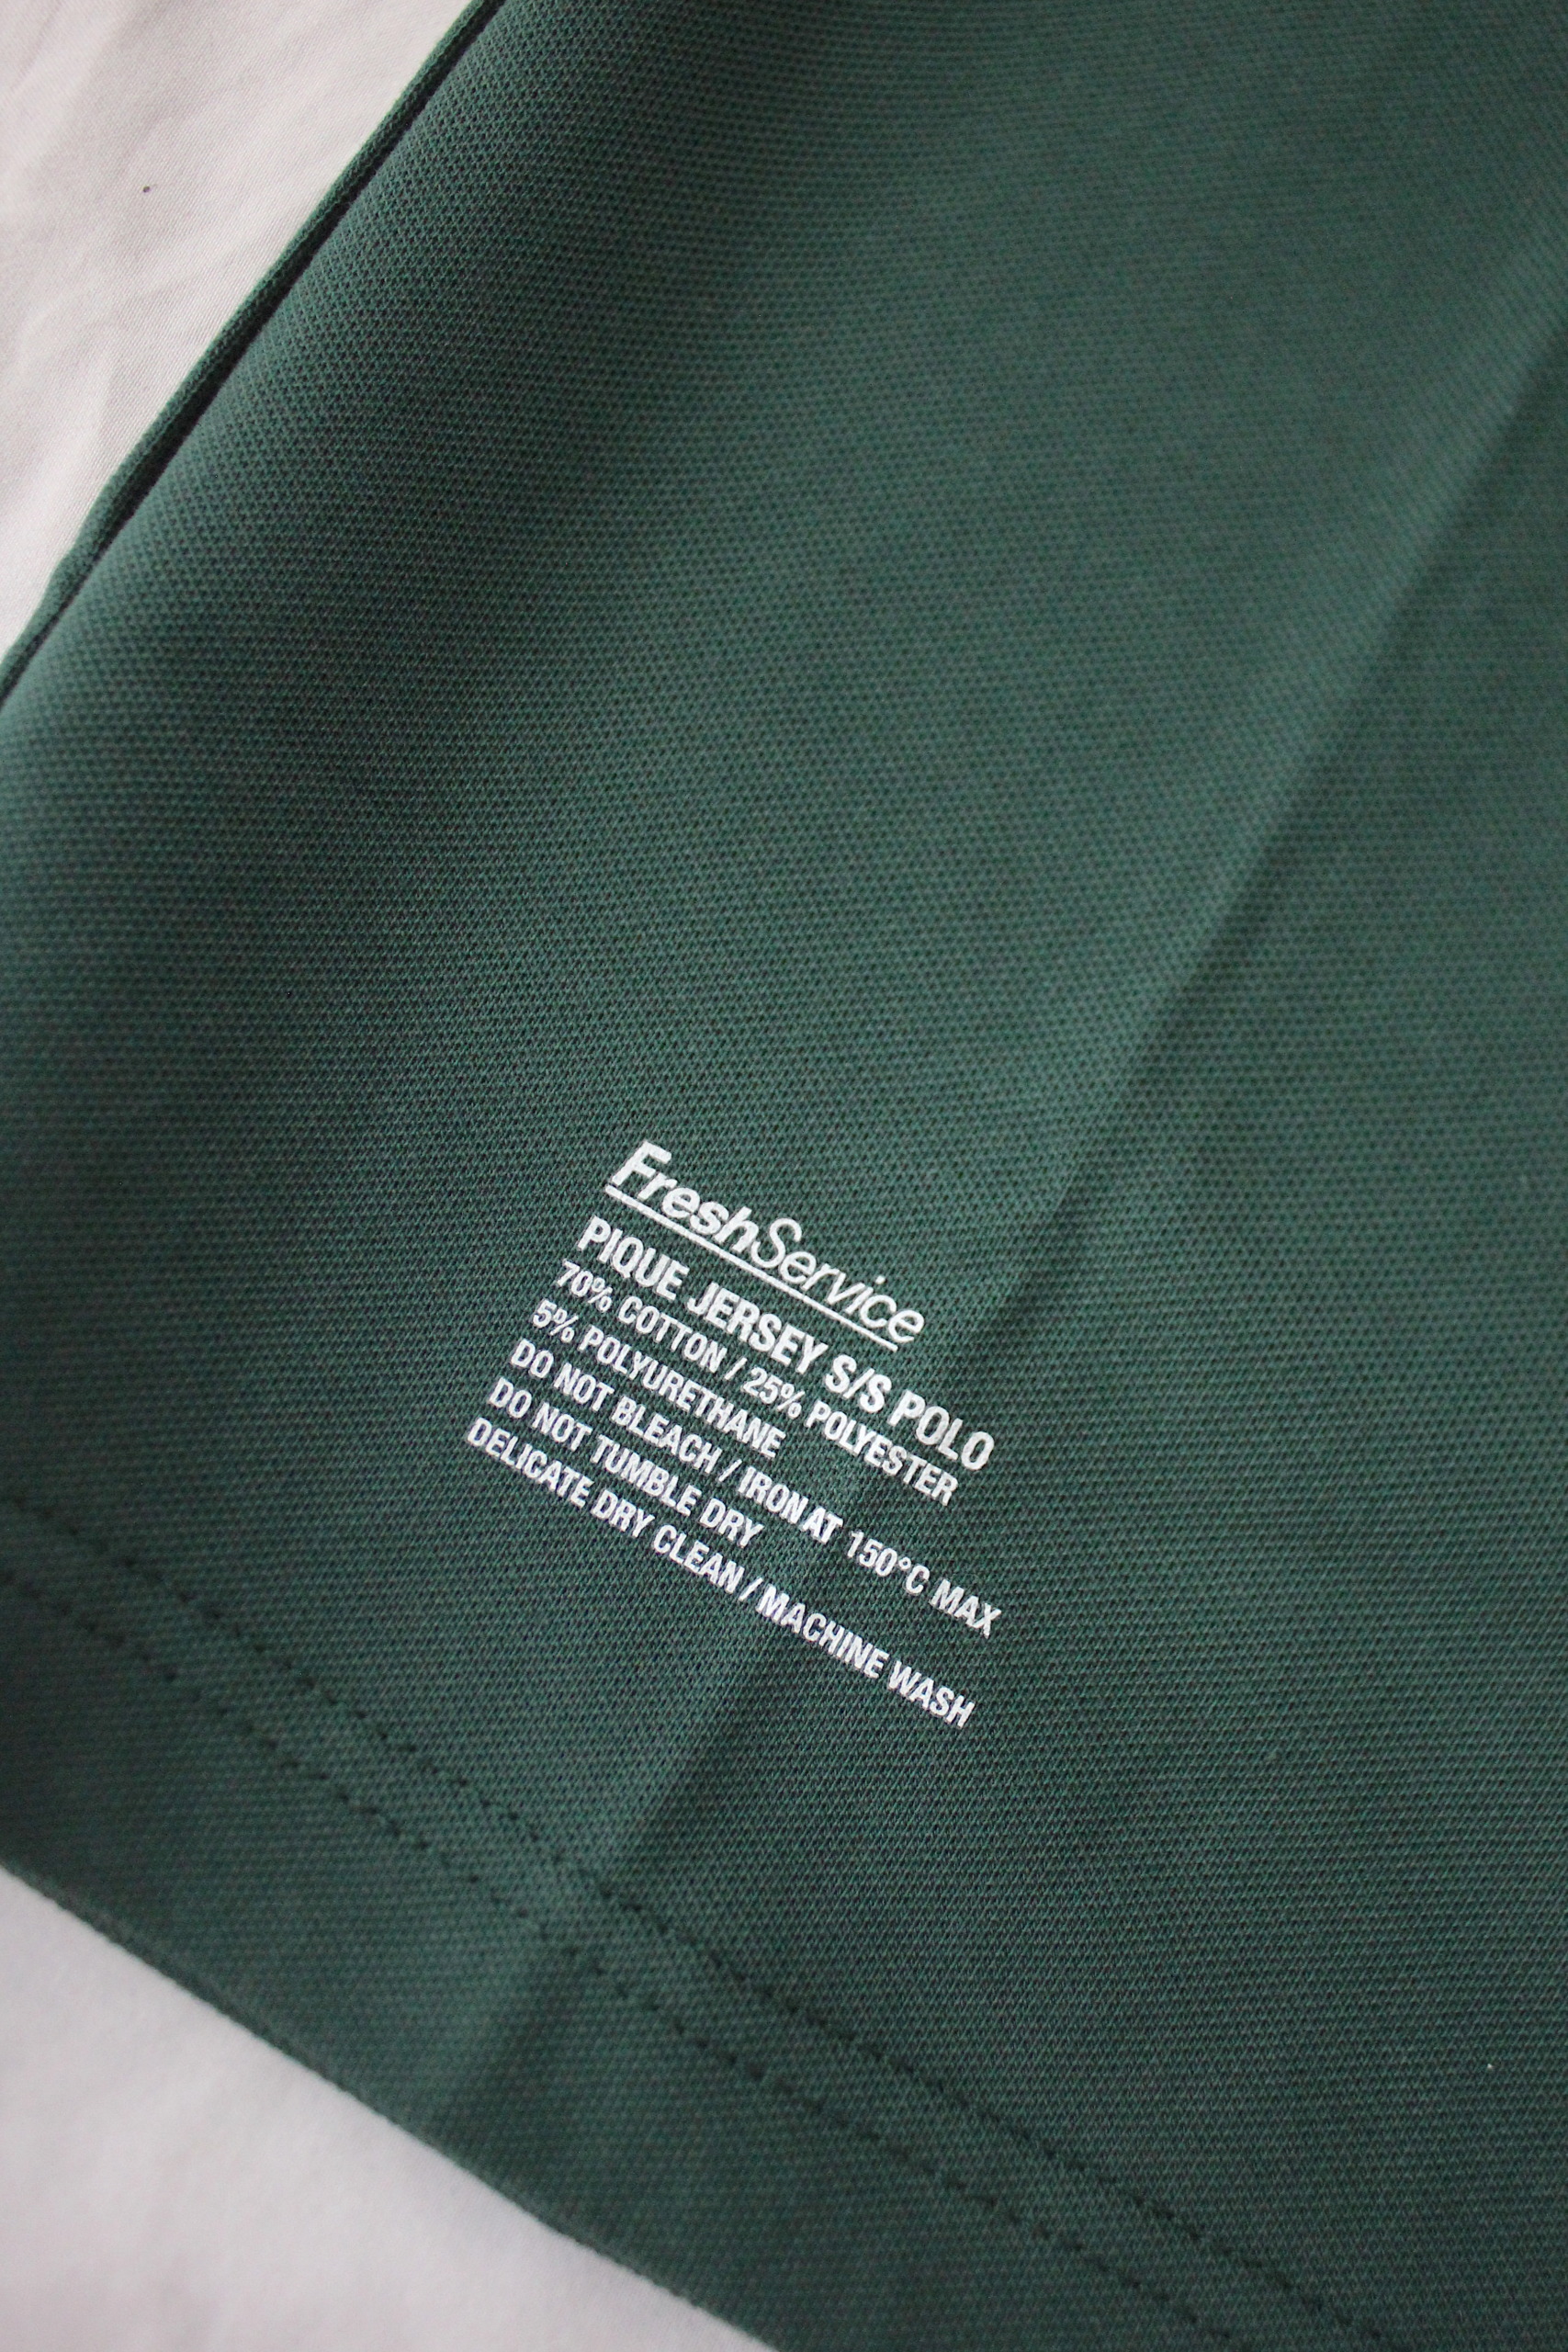 FreshService
PIQUE JERSEY S/S POLO
70% COTTON / 25% POLYESTER
5% POLYURETHANE
DO NOT BLEACH / IRON AT 150°C MAX
DO NOT TUMBLE DRY
DELICATE DRY CLEAN / MACHINE WASH